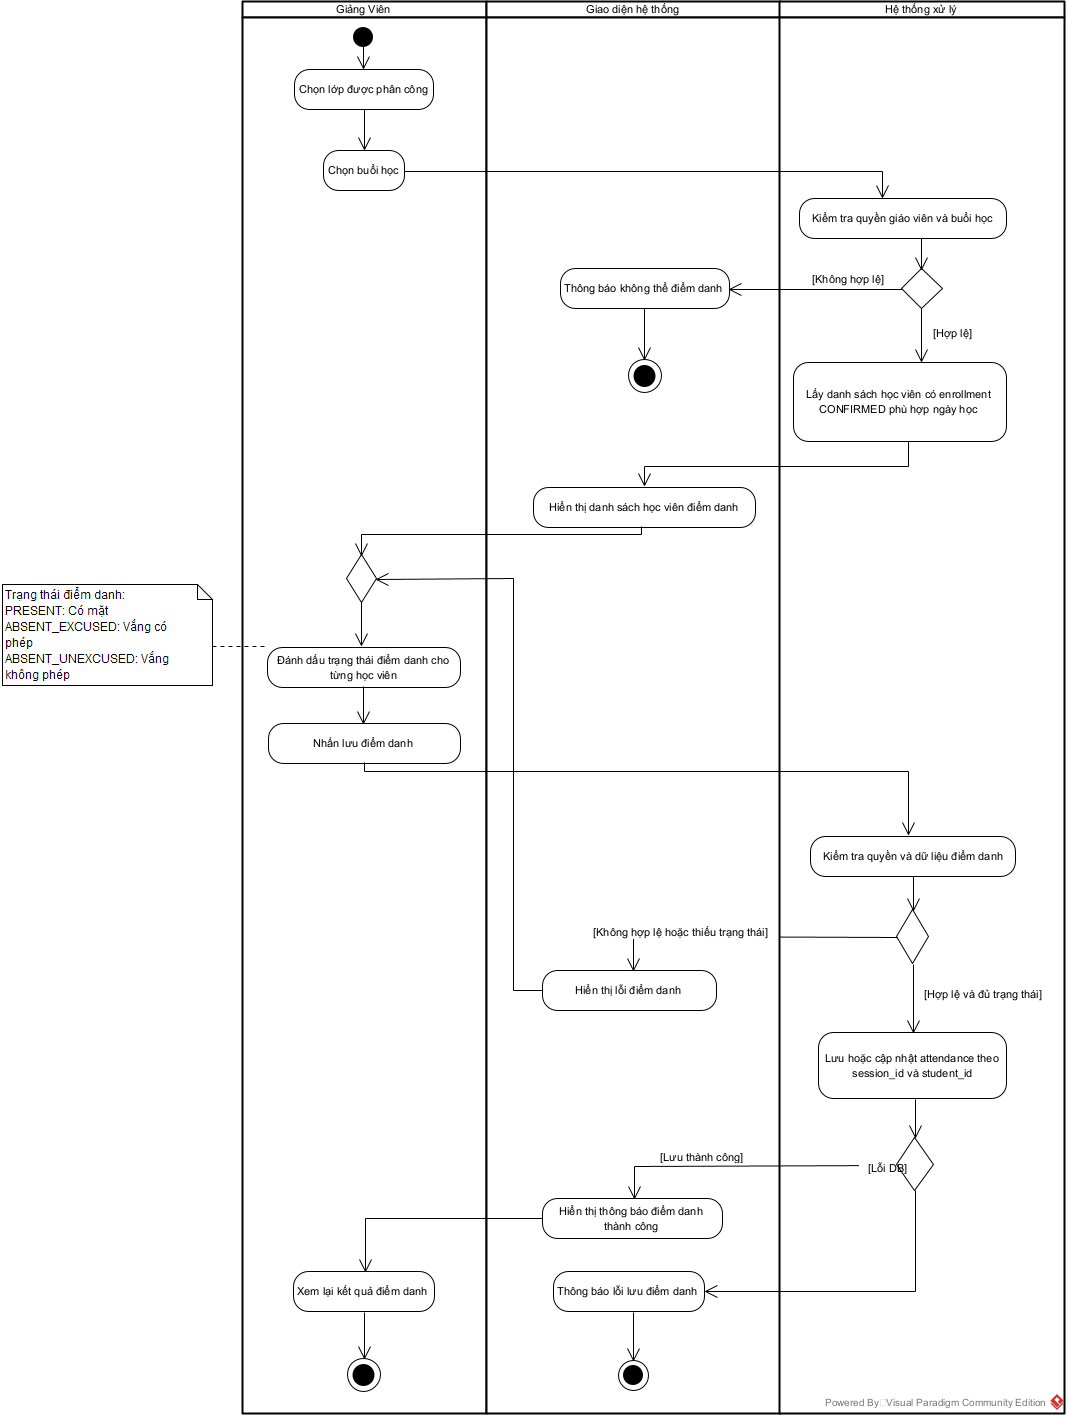 Giảng Viên
Giao diện hệ thống
Hệ thống xử lý
Chọn lớp được phân công
Chọn buổi học
Kiểm tra quyền giáo viên và buổi học
[Không hợp lệ]
Thông báo không thể điểm danh
[Hợp lệ]
Lấy danh sách học viên có enrollment
CONFIRMED phù hợp ngày học
Hiển thị danh sách học viên điểm danh
Trạng thái điểm danh:
PRESENT: Có mặt
ABSENT_EXCUSED: Vắng có
phép
ABSENT_UNEXCUSED: Vắng
không phép
Đánh dấu trạng thái điểm danh cho
từng học viên
Nhấn lưu điểm danh
Kiểm tra quyền và dữ liệu điểm danh
[Không hợp lệ hoặc thiếu trạng thái]
Hiển thị lỗi điểm danh
[Hợp lệ và đủ trạng thái]
Lưu hoặc cập nhật attendance theo
session_id và student_id
[Lưu thành công]
[Lỗi DB]
Hiển thị thông báo điểm danh
thành công
Xem lại kết quả điểm danh
Thông báo lỗi lưu điểm danh
Powered By Visual Paradigm Community Edition